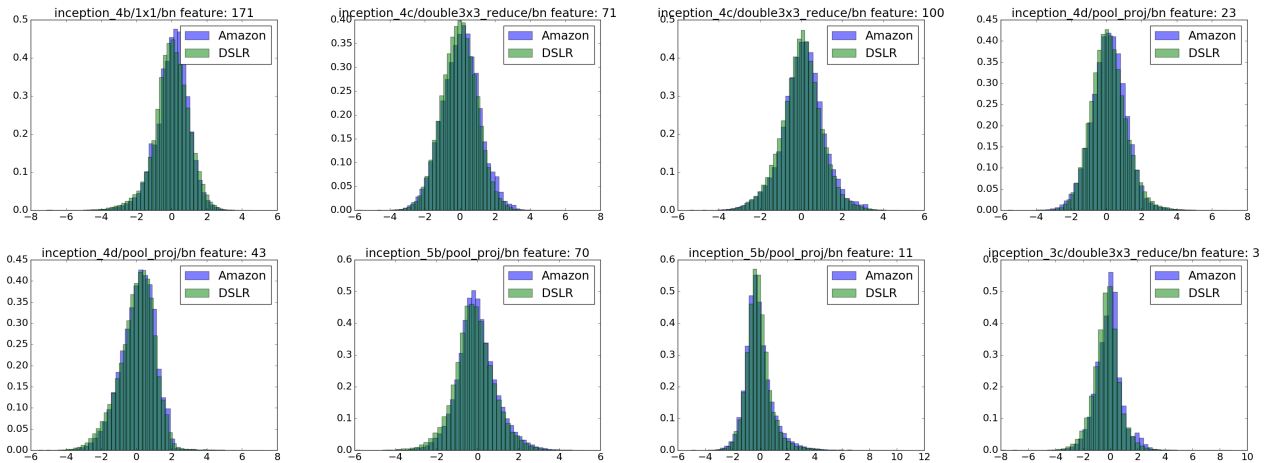 inception_4b/1x1/bn feature: 171
0.5
0.4
0.3
0.2
0.1
0.0
−8 −6 −4 −2 0 2 4 6
Amazon
DSLR
inception_4c/double3x3_reduce/bn feature: 71
0.40
0.35
0.30
0.25
0.20
0.15
0.10
0.05
0.00
−6 −4 −2 0 2 4 6 8
Amazon
DSLR
inception_4c/double3x3_reduce/bn feature: 100
0.5
0.4
0.3
0.2
0.1
0.0
−6 −4 −2 0 2 4 6
Amazon
DSLR
inception_4d/pool_proj/bn feature: 23
0.45
0.40
0.35
0.30
0.25
0.20
0.15
0.10
0.05
0.00
−6 −4 −2 0 2 4 6 8
Amazon
DSLR
inception_4d/pool_proj/bn feature: 43
0.45
0.40
0.35
0.30
0.25
0.20
0.15
0.10
0.05
0.00
−6 −4 −2 0 2 4 6 8
Amazon
DSLR
inception_5b/pool_proj/bn feature: 70
0.6
0.5
0.4
0.3
0.2
0.1
0.0
−6 −4 −2 0 2 4 6
Amazon
DSLR
inception_5b/pool_proj/bn feature: 11
0.6
0.5
0.4
0.3
0.2
0.1
0.0
−6 −4 −2 0 2 4 6 8 10 12
Amazon
DSLR
inception_3c/double3x3_reduce/bn feature: 3
0.6
0.5
0.4
0.3
0.2
0.1
0.0
−8 −6 −4 −2 0 2 4 6 8 10
Amazon
DSLR